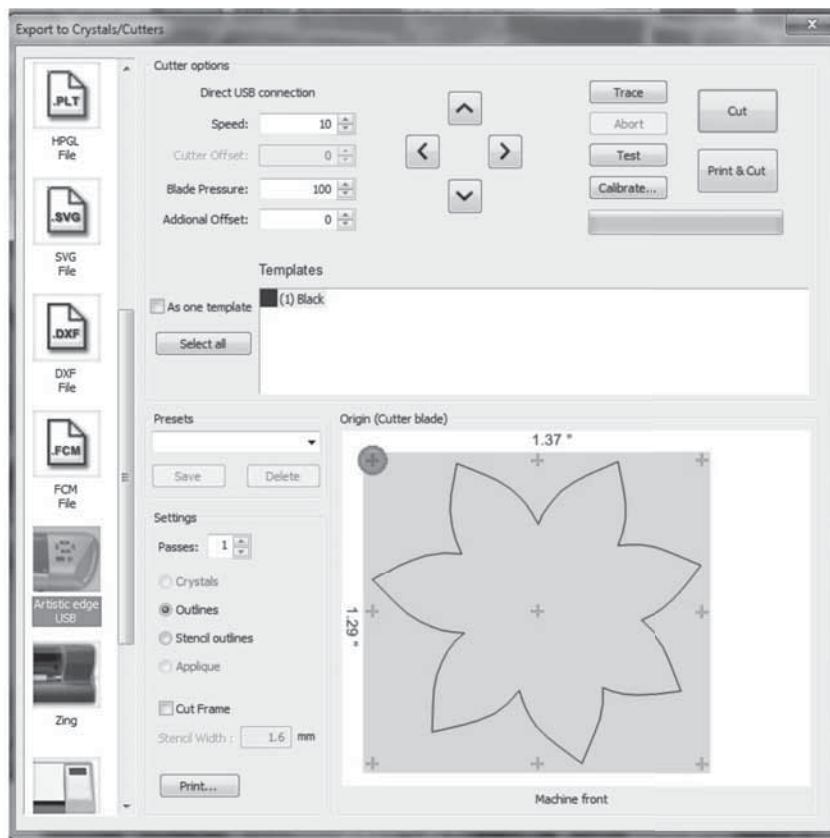 Export to Crystals/Cutters
x
.PLT
HPGL
File
.SVG
SVG
File
.DXF
DXF
File
.FCM
FCM
File
Artistic edge
USB
Zing
Cutter options
Direct USB connection
Speed: 10
Cutter Offset: 0
Blade Pressure: 100
Addional Offset: 0
Trace
Abort
Test
Calibrate...
Cut
Print & Cut
Templates
As one template
(1) Black
Select all
Presets
Save
Delete
Settings
Passes: 1
Crystals
Outlines
Stencil outlines
Applique
Cut Frame
Stencil Width : 1.6 mm
Print...
Origin (Cutter blade)
1.37 "
1.29 "
Machine front